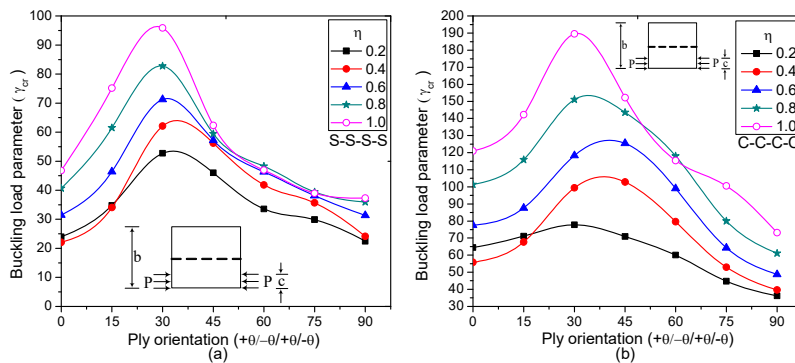 100
90
80
70
60
50
40
30
20
10
0
Buckling load parameter (γcr)
η
0.2
0.4
0.6
0.8
1.0
S-S-S-S
b
P
P
c
0 15 30 45 60 75 90
Ply orientation (+θ/−θ/+θ/-θ)
(a)
200
190
180
170
160
150
140
130
120
110
100
90
80
70
60
50
40
30
Buckling load parameter (γcr)
b
P
P
c
η
0.2
0.4
0.6
0.8
1.0
C-C-C-C
0 15 30 45 60 75 90
Ply orientation (+θ/−θ/+θ/-θ)
(b)